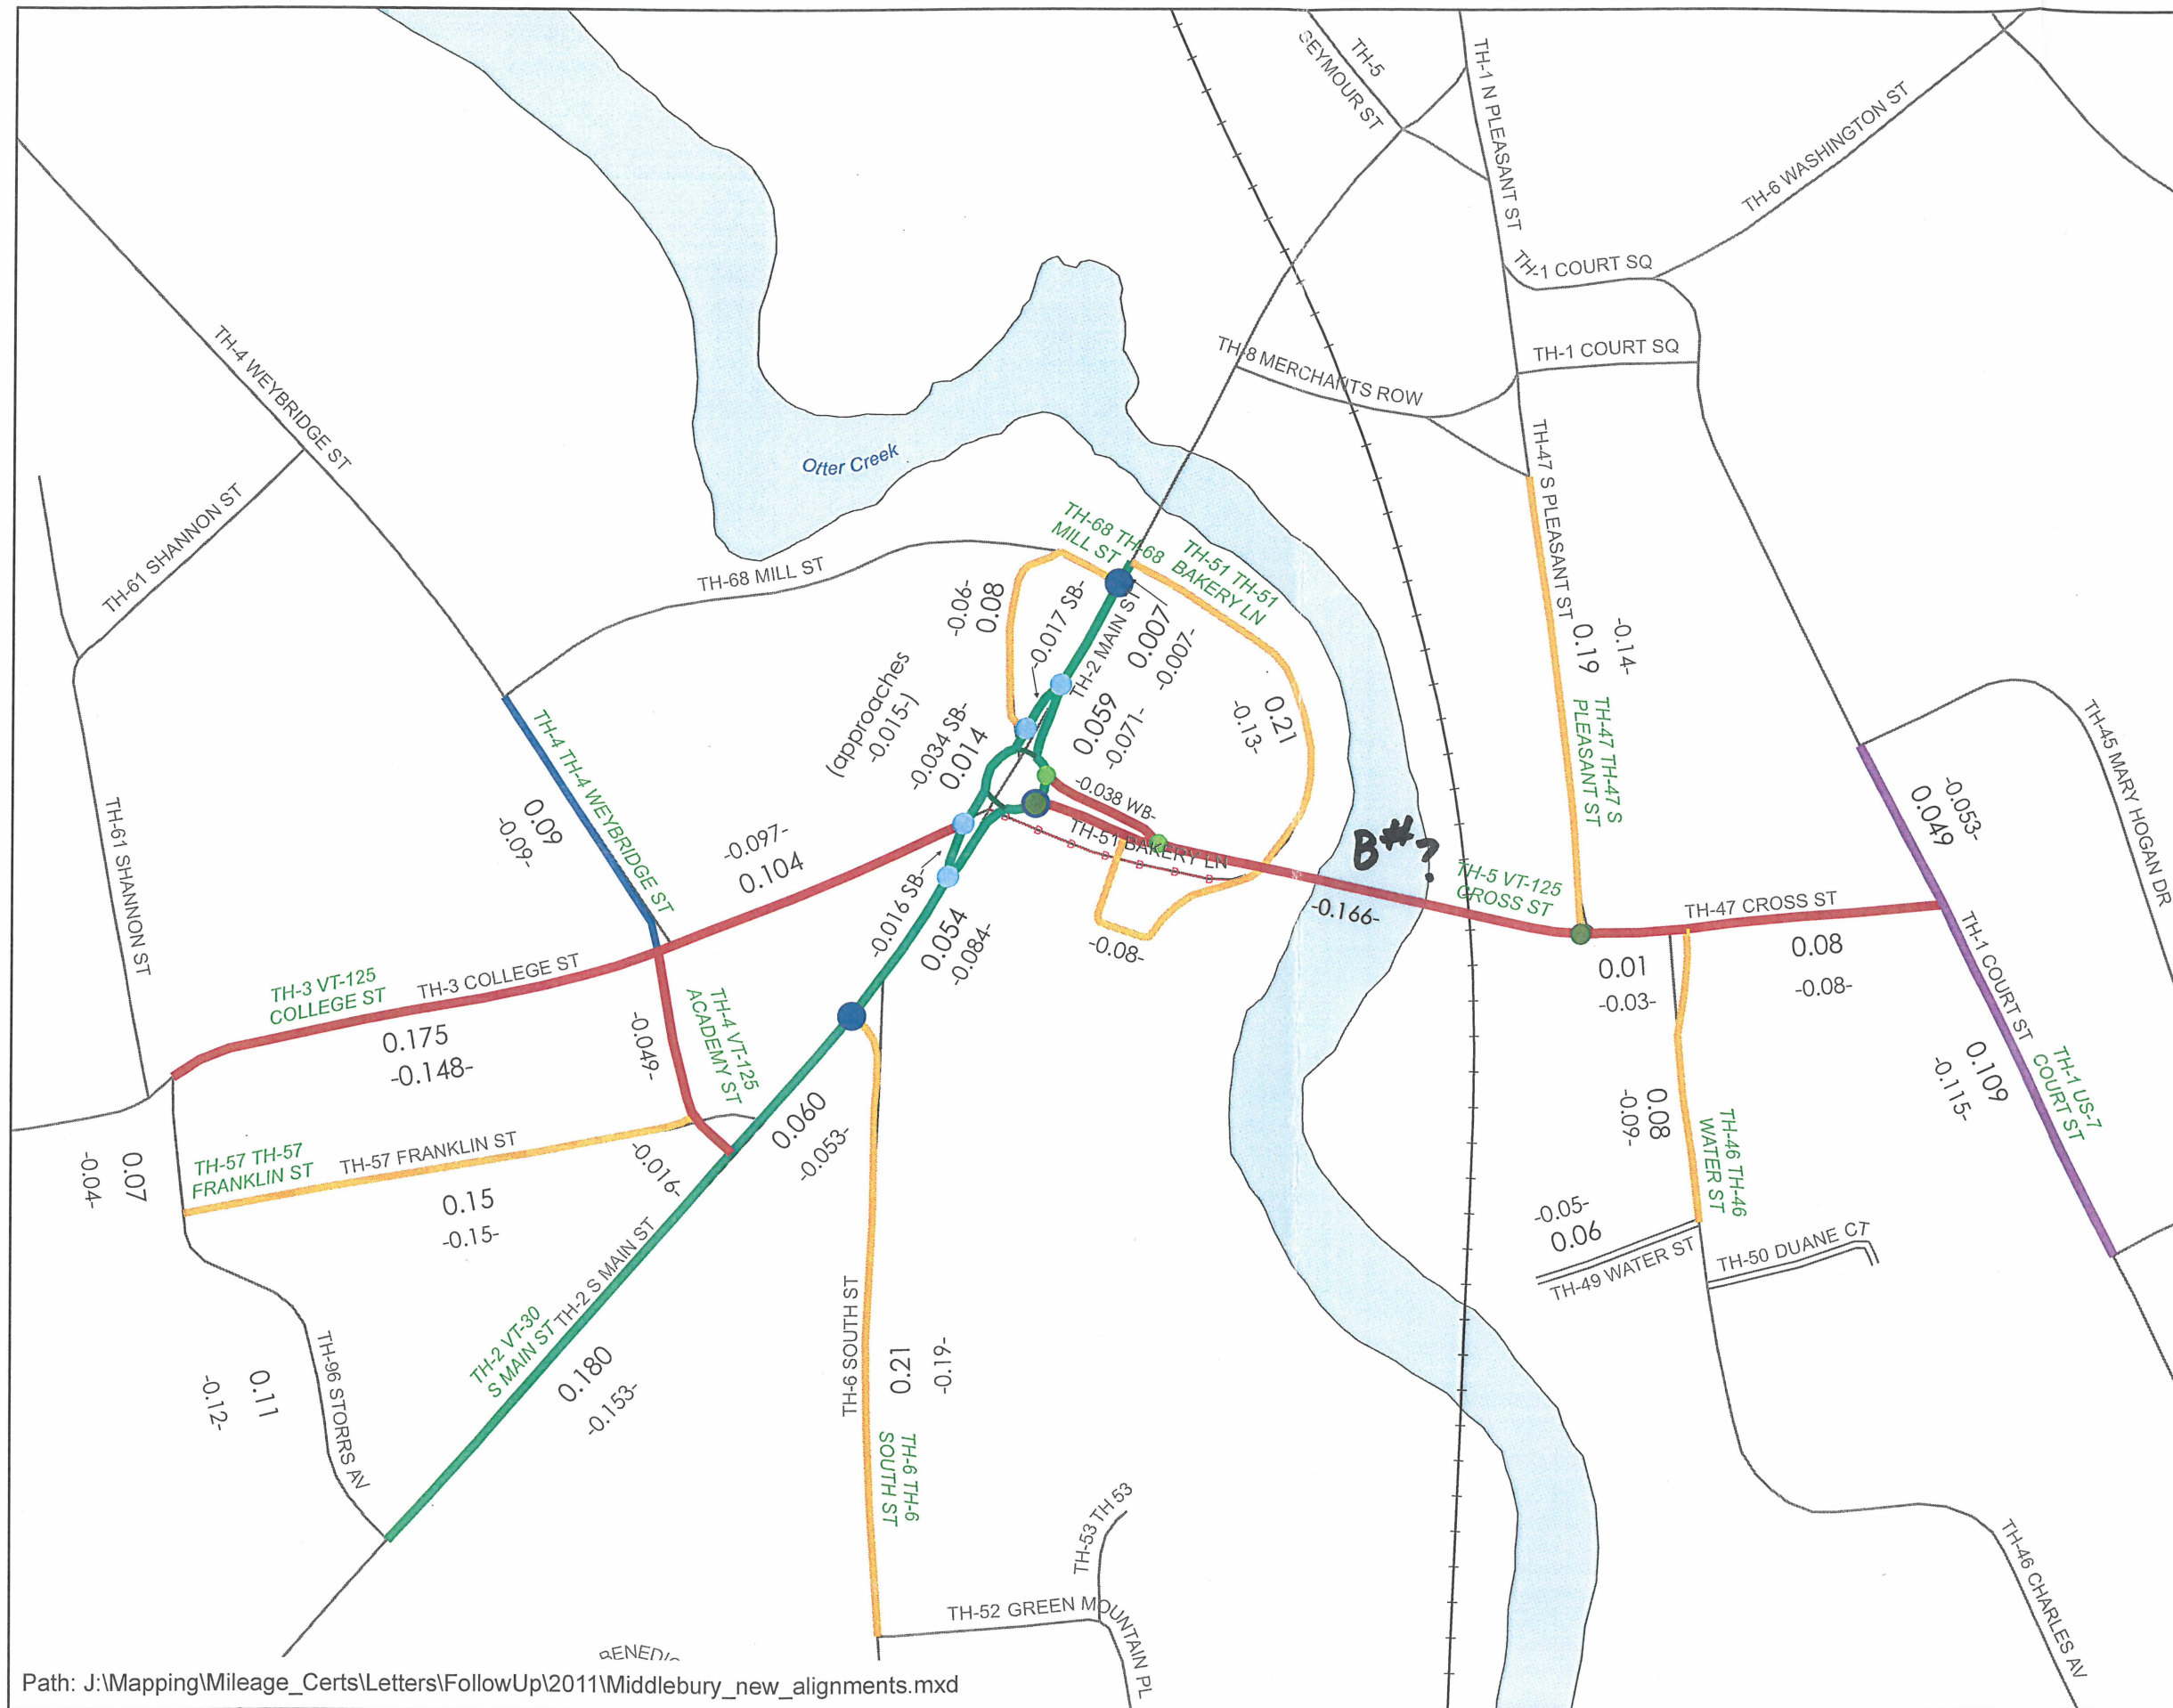 TH-5
SEYMOUR ST
TH-1 N PLEASANT ST
TH-6 WASHINGTON ST
TH-1 COURT SQ
TH-1 COURT SQ
TH-8 MERCHANTS ROW
TH-4 WEYBRIDGE ST
Otter Creek
TH-47 S PLEASANT ST
TH-61 SHANNON ST
TH-68 TH-68
MILL ST
TH-51 TH-51
BAKERY LN
TH-68 MILL ST
-0.06-
0.08
-0.017 SB-
TH-2 MAIN ST
0.007
-0.007-
0.19
-0.14-
(approaches
-0.015-)
-0.034 SB-
0.014
0.059
-0.071-
0.21
-0.13-
TH-47 TH-47 S
PLEASANT ST
TH-45 MARY HOGAN DR
TH-4 TH-4 WEYBRIDGE ST
0.09
-0.09-
-0.038 WB-
TH-51 BAKERY LN
D D D D D D
B#?
-0.053-
0.049
TH-61 SHANNON ST
-0.097-
0.104
-0.016 SB-
0.054
-0.084-
-0.08-
-0.166-
TH-5 VT-125
CROSS ST
TH-47 CROSS ST
0.01
-0.03-
0.08
-0.08-
TH-1 COURT ST
TH-3 VT-125
COLLEGE ST
TH-3 COLLEGE ST
0.175
-0.148-
-0.049-
TH-4 VT-125
ACADEMY ST
0.109
-0.115-
TH-1 US-7
COURT ST
0.060
-0.053-
0.08
-0.09-
TH-46 TH-46
WATER ST
0.07
-0.04-
TH-57 TH-57
FRANKLIN ST
TH-57 FRANKLIN ST
0.15
-0.15-
-0.016-
-0.05-
0.06
TH-49 WATER ST
TH-50 DUANE CT
TH-2 S MAIN ST
TH-2 VT-30
S MAIN ST
0.180
-0.153-
TH-96 STORRS AV
0.11
-0.12-
TH-6 SOUTH ST
0.21
-0.19-
TH-6 TH-6
SOUTH ST
TH-53 TH 53
TH-52 GREEN MOUNTAIN PL
TH-46 CHARLES AV
Path: J:\Mapping\Mileage_Certs\Letters\FollowUp\2011\Middlebury_new_alignments.mxd